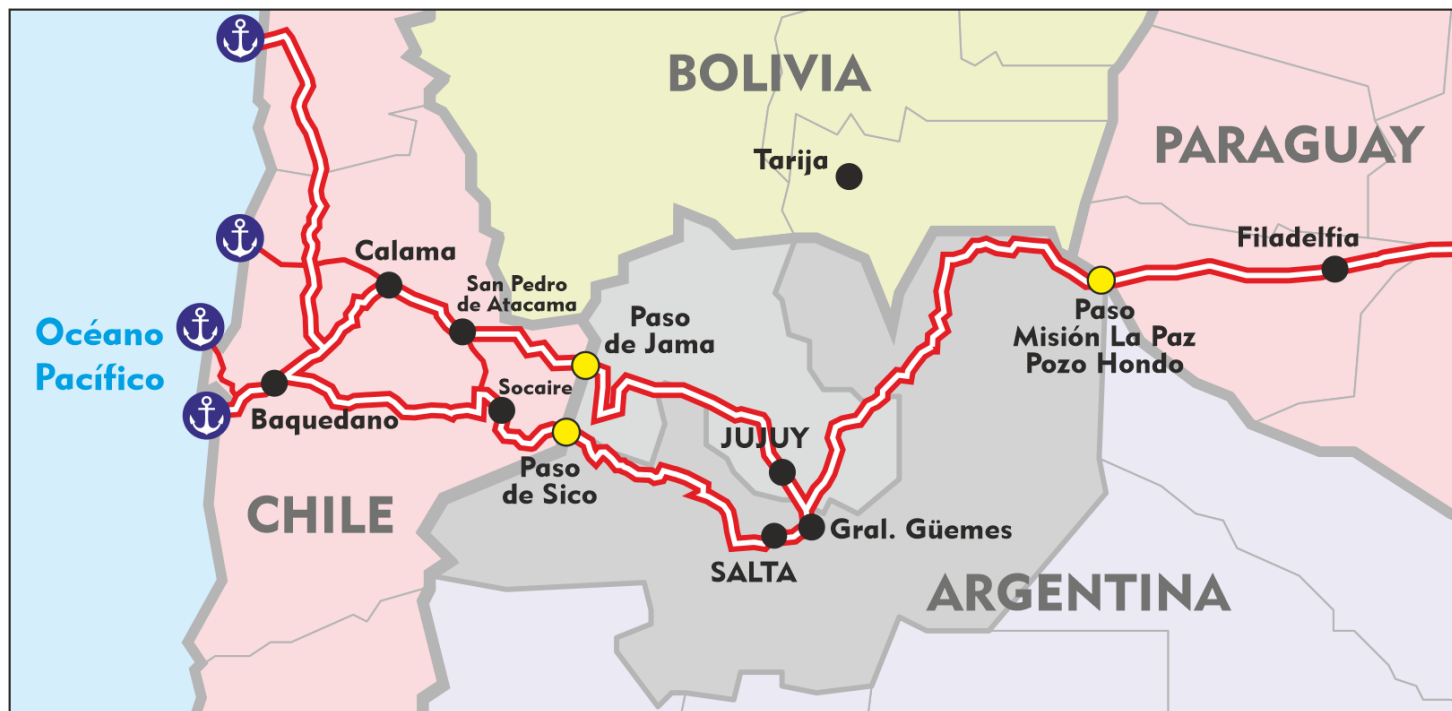 BOLIVIA
PARAGUAY
Tarija
Filadelfia
Calama
San Pedro
de Atacama
Paso
de Jama
Paso
Misión La Paz
Pozo Hondo
Océano
Pacífico
Socaire
Baquedano
JUJUY
Paso
de Sico
CHILE
Gral. Güemes
SALTA
ARGENTINA